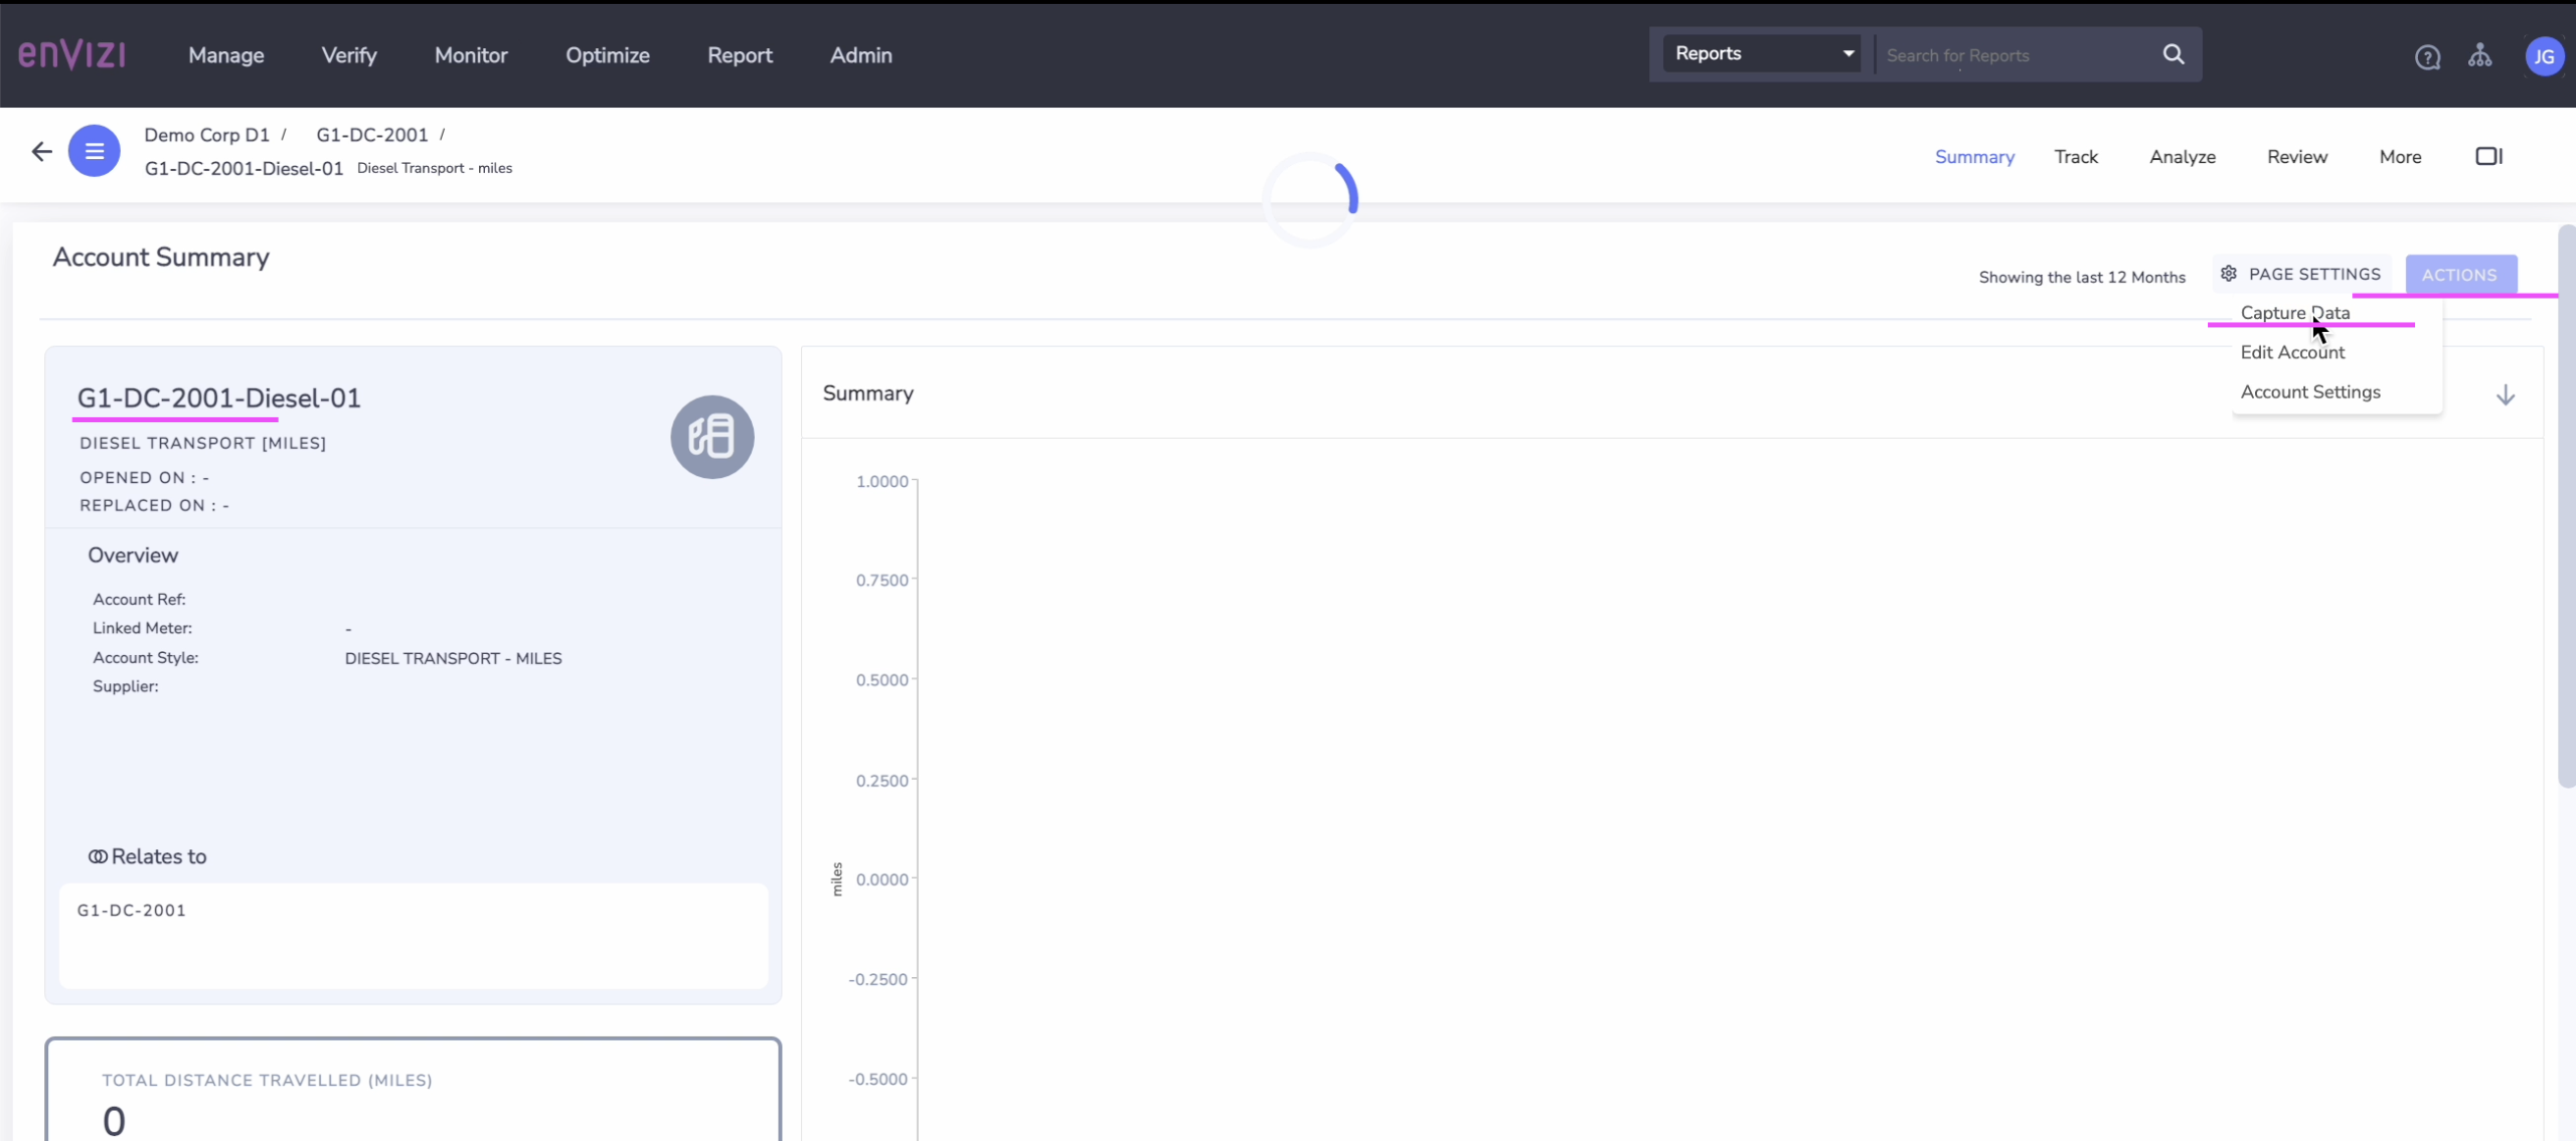 enVIZI
Manage Verify Monitor Optimize Report Admin
Reports Search for Reports
JG
Demo Corp D1 / G1-DC-2001 /
G1-DC-2001-Diesel-01 Diesel Transport - miles
Summary Track Analyze Review More
Account Summary
Showing the last 12 Months PAGE SETTINGS ACTIONS
Capture Data
Edit Account
Account Settings
G1-DC-2001-Diesel-01
DIESEL TRANSPORT [MILES]
OPENED ON : -
REPLACED ON : -
Overview
Account Ref:
Linked Meter: -
Account Style: DIESEL TRANSPORT - MILES
Supplier:
Relates to
G1-DC-2001
TOTAL DISTANCE TRAVELLED (MILES)
0
Summary
1.0000
0.7500
0.5000
0.2500
0.0000
-0.2500
-0.5000
miles